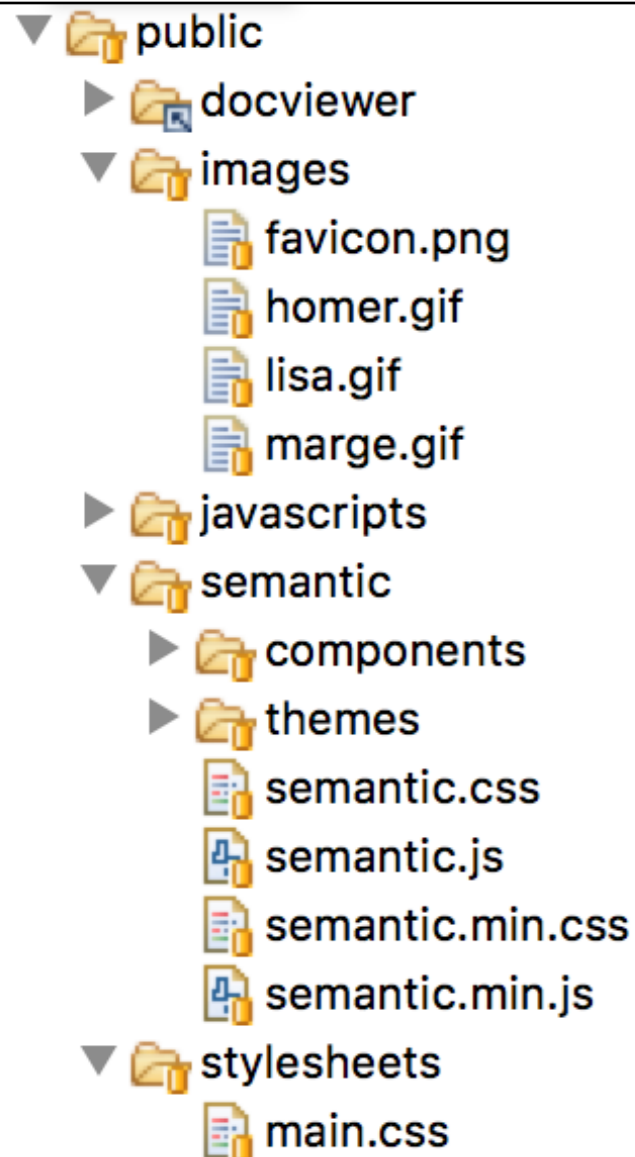 public
docviewer
images
favicon.png
homer.gif
lisa.gif
marge.gif
javascripts
semantic
components
themes
semantic.css
semantic.js
semantic.min.css
semantic.min.js
stylesheets
main.css